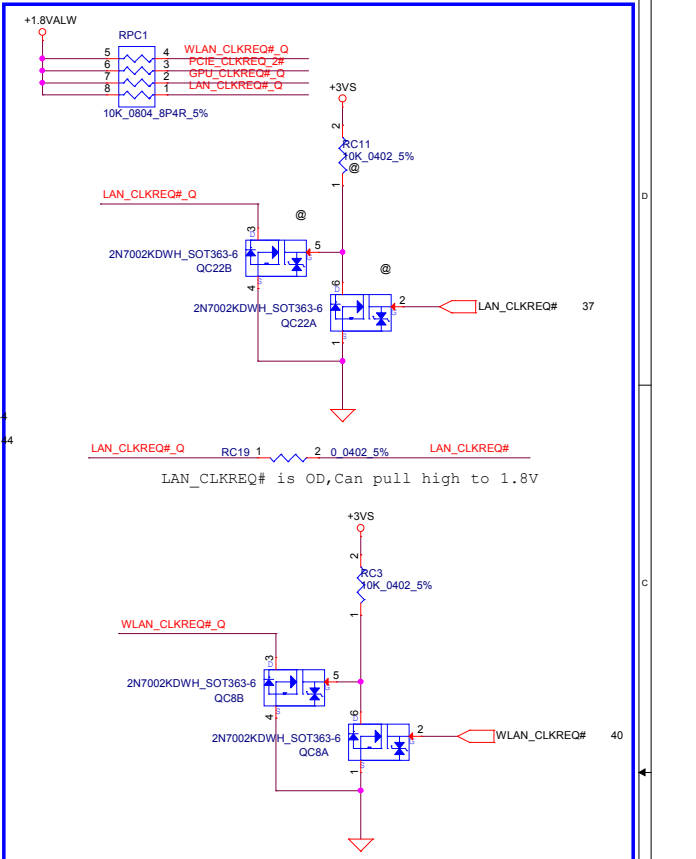 +1.8VALW
RPC1
5 4 WLAN_CLKREQ#_Q
6 3 PCIE_CLKREQ_2#
7 2 GPU_CLKREQ#_Q
8 1 LAN_CLKREQ#_Q
10K_0804_8P4R_5%
+3VS
2
RC11
10K_0402_5%
@
1
D
LAN_CLKREQ#_Q
@
3
D
5
G
2N7002KDWH_SOT363-6
QC22B
S
4
@
6
D
2
G
2N7002KDWH_SOT363-6
QC22A
LAN_CLKREQ# 37
S
1
4
44
LAN_CLKREQ#_Q RC19 1 2 0_0402_5% LAN_CLKREQ#
LAN_CLKREQ# is OD,Can pull high to 1.8V
+3VS
2
RC3
10K_0402_5%
1
C
WLAN_CLKREQ#_Q
3
D
5
G
2N7002KDWH_SOT363-6
QC8B
S
4
6
D
2
G
2N7002KDWH_SOT363-6
QC8A
WLAN_CLKREQ# 40
S
1